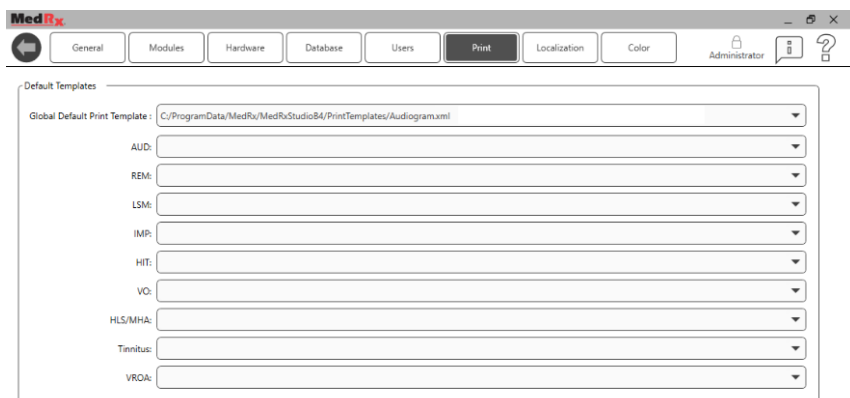 MedRx
General Modules Hardware Database Users Print Localization Color Administrator
Default Templates
Global Default Print Template : C:/ProgramData/MedRx/MedRxStudio84/PrintTemplates/Audiogram.xml
AUD:
REM:
LSM:
IMP:
HIT:
VO:
HLS/MHA:
Tinnitus:
VROA: